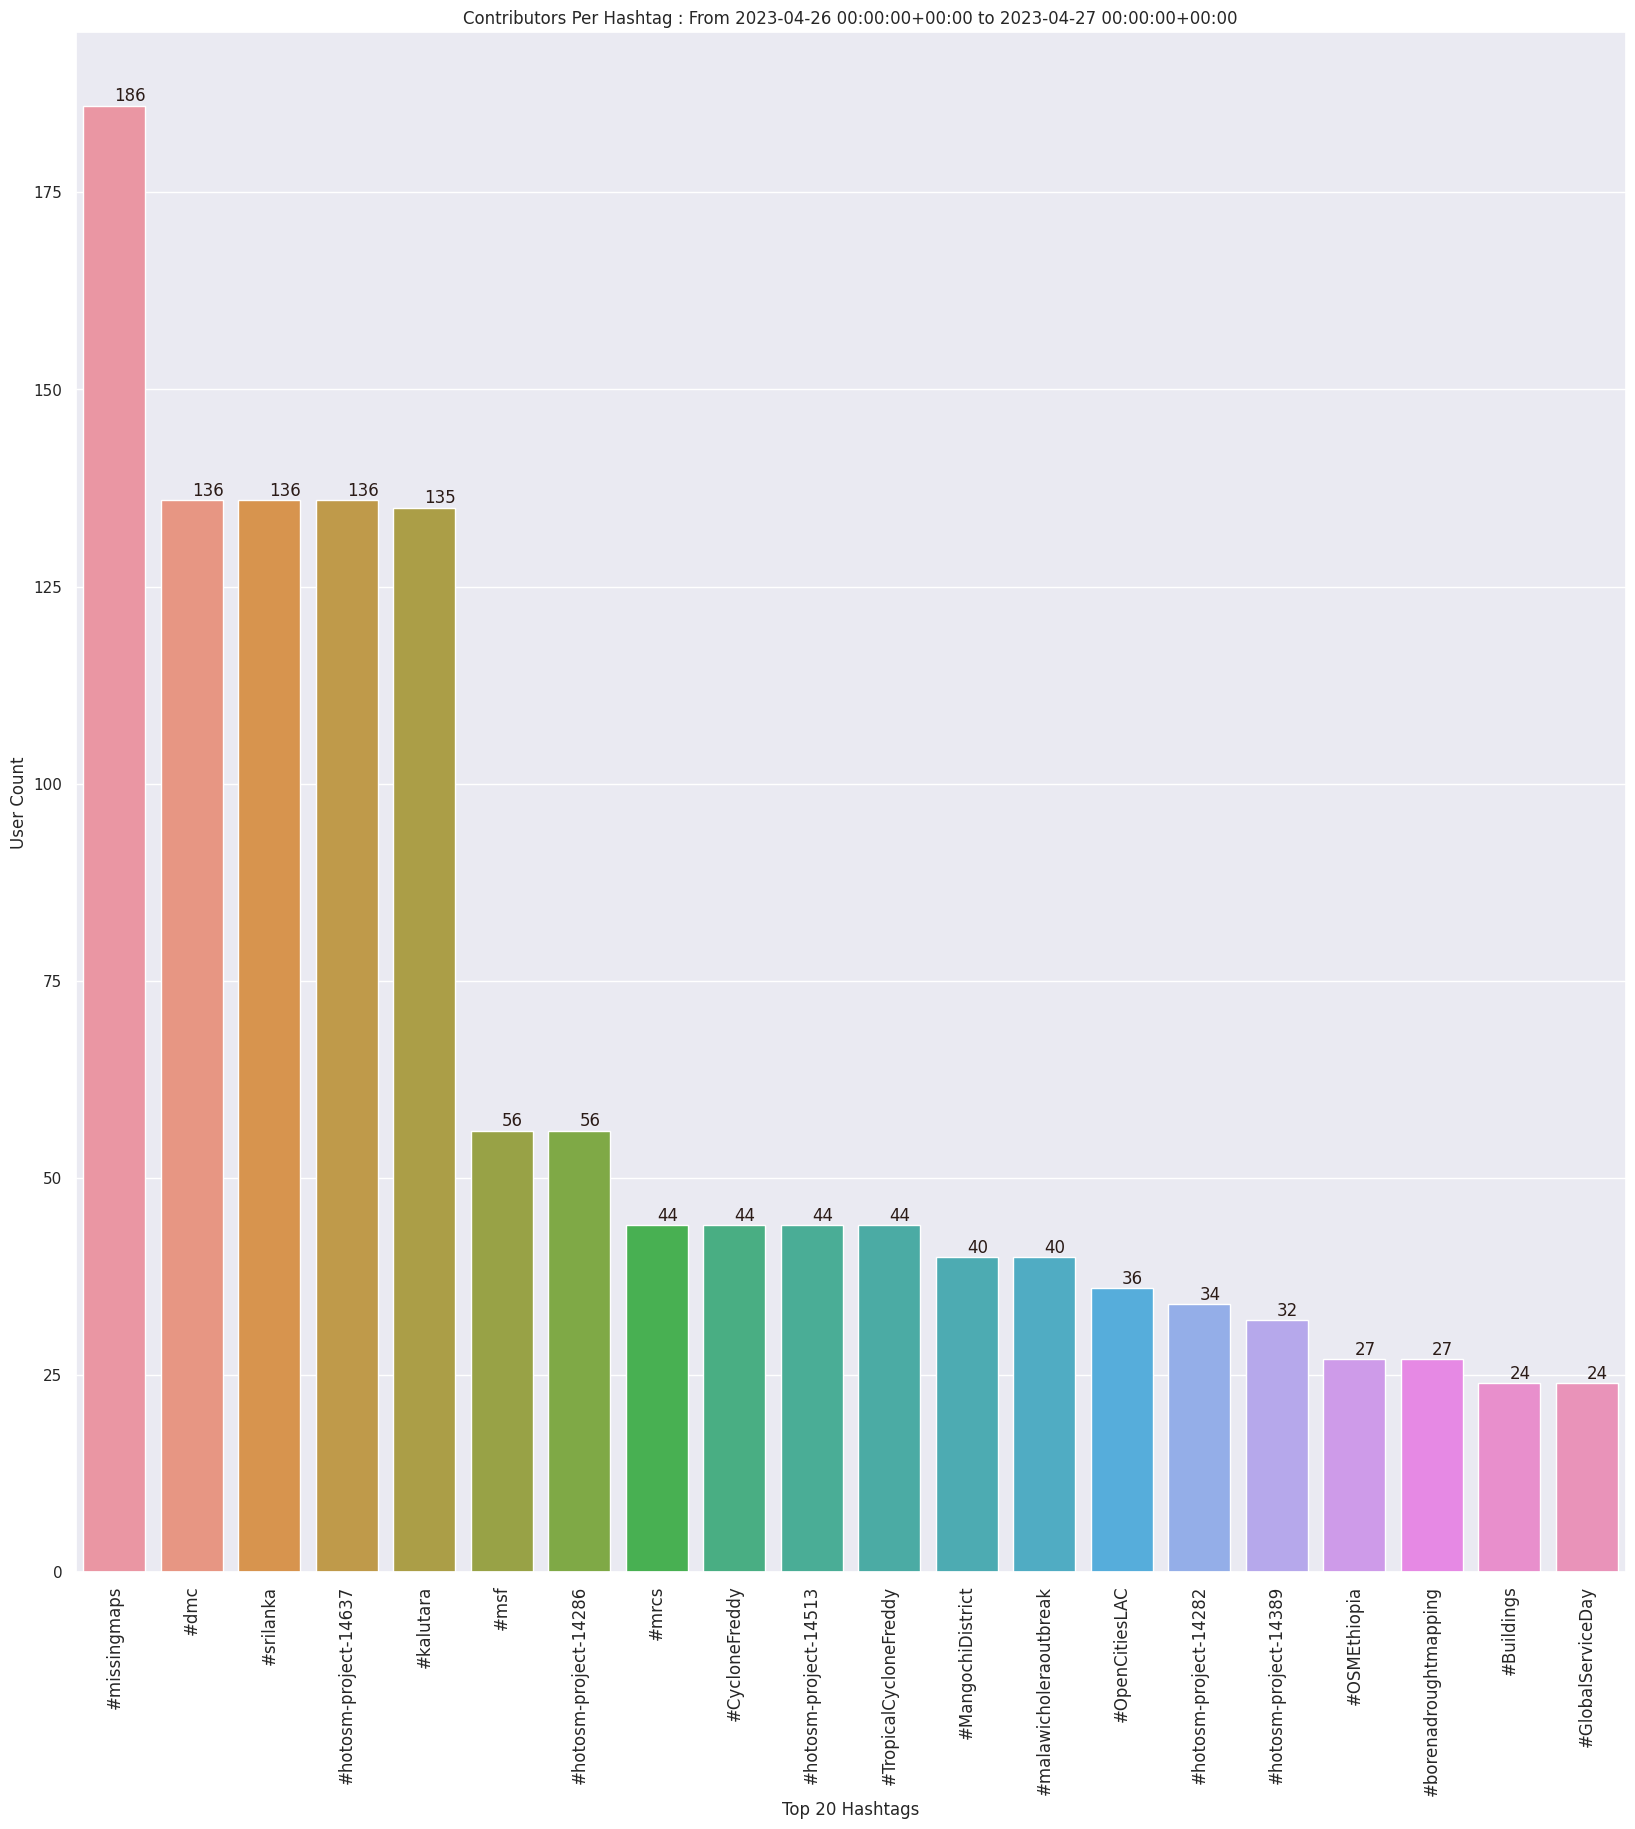 Contributors Per Hashtag : From 2023-04-26 00:00:00+00:00 to 2023-04-27 00:00:00+00:00
User Count
175
150
125
100
75
50
25
0
186
136
136
136
135
56
56
44
44
44
44
40
40
36
34
32
27
27
24
24
#missingmaps
#dmc
#srilanka
#hotosm-project-14637
#kalutara
#msf
#hotosm-project-14286
#mrcs
#CycloneFreddy
#hotosm-project-14513
#TropicalCycloneFreddy
#MangochiDistrict
#malawicholeraoutbreak
#OpenCitiesLAC
#hotosm-project-14282
#hotosm-project-14389
#OSMEthiopia
#borenadroughtmapping
#Buildings
#GlobalServiceDay
Top 20 Hashtags